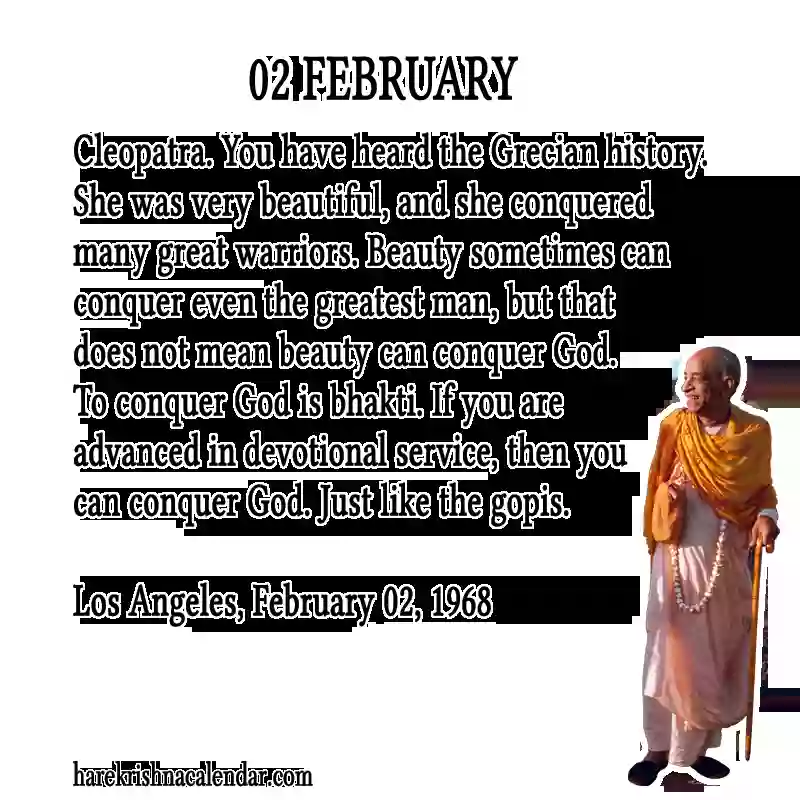 02 FEBRUARY
Cleopatra. You have heard the Grecian history.
She was very beautiful, and she conquered
many great warriors. Beauty sometimes can
conquer even the greatest man, but that
does not mean beauty can conquer God.
To conquer God is bhakti. If you are
advanced in devotional service, then you
can conquer God. Just like the gopis.
Los Angeles, February 02, 1968
harekrishnacalendar.com